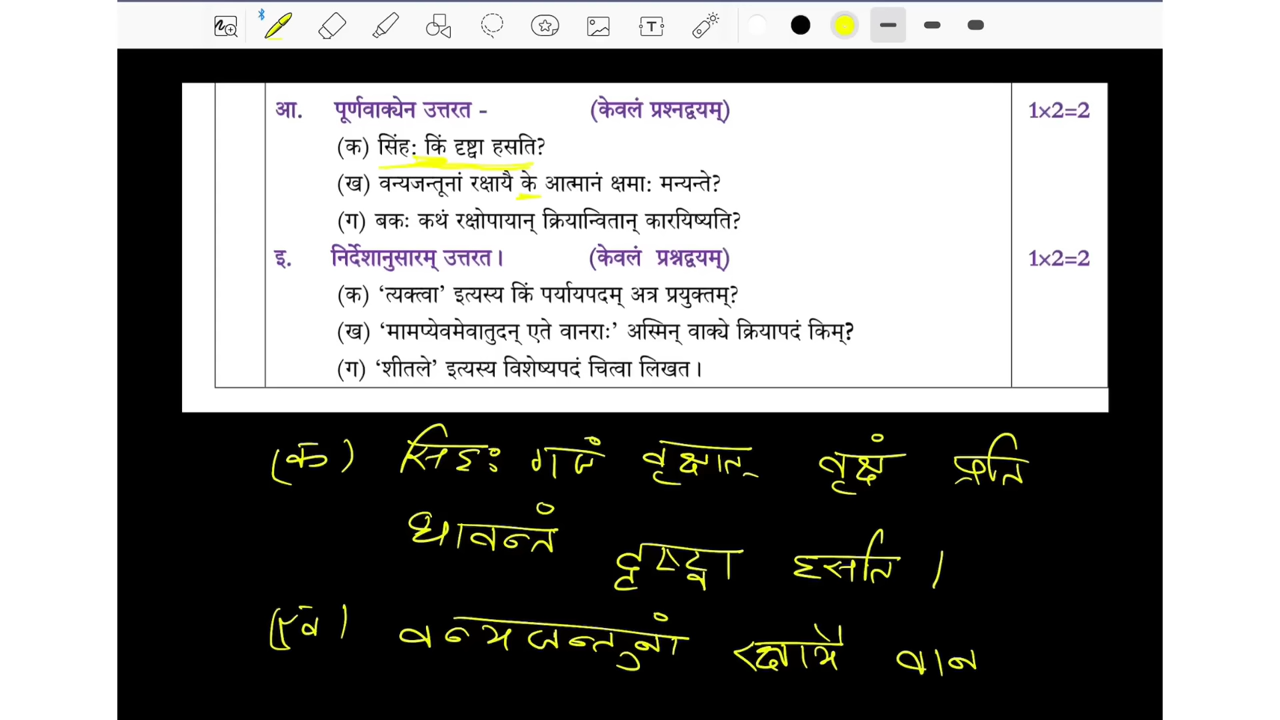 आ. पूर्णवाक्येन उत्तरत - (केवलं प्रश्नद्वयम्) 1×2=2
(क) सिंहः किं दृष्ट्वा हसति?
(ख) वन्यजन्तूनां रक्षायै के आत्मानं क्षमाः मन्यन्ते?
(ग) बकः कथं रक्षोपायान् क्रियान्वितान् कारयिष्यति?
इ. निर्देशानुसारम् उत्तरत। (केवलं प्रश्नद्वयम्) 1×2=2
(क) 'त्यक्त्वा' इत्यस्य किं पर्यायपदम् अत्र प्रयुक्तम्?
(ख) 'मामप्येवमेवातुदन् एते वानराः' अस्मिन् वाक्ये क्रियापदं किम्?
(ग) 'शीतले' इत्यस्य विशेष्यपदं चित्वा लिखत।
(क) सिंहः गजं वृक्षात् वृक्षं प्रति
धावन्तं दृष्ट्वा हसति।
(ख) वन्यजन्तुनां रक्षायै वान